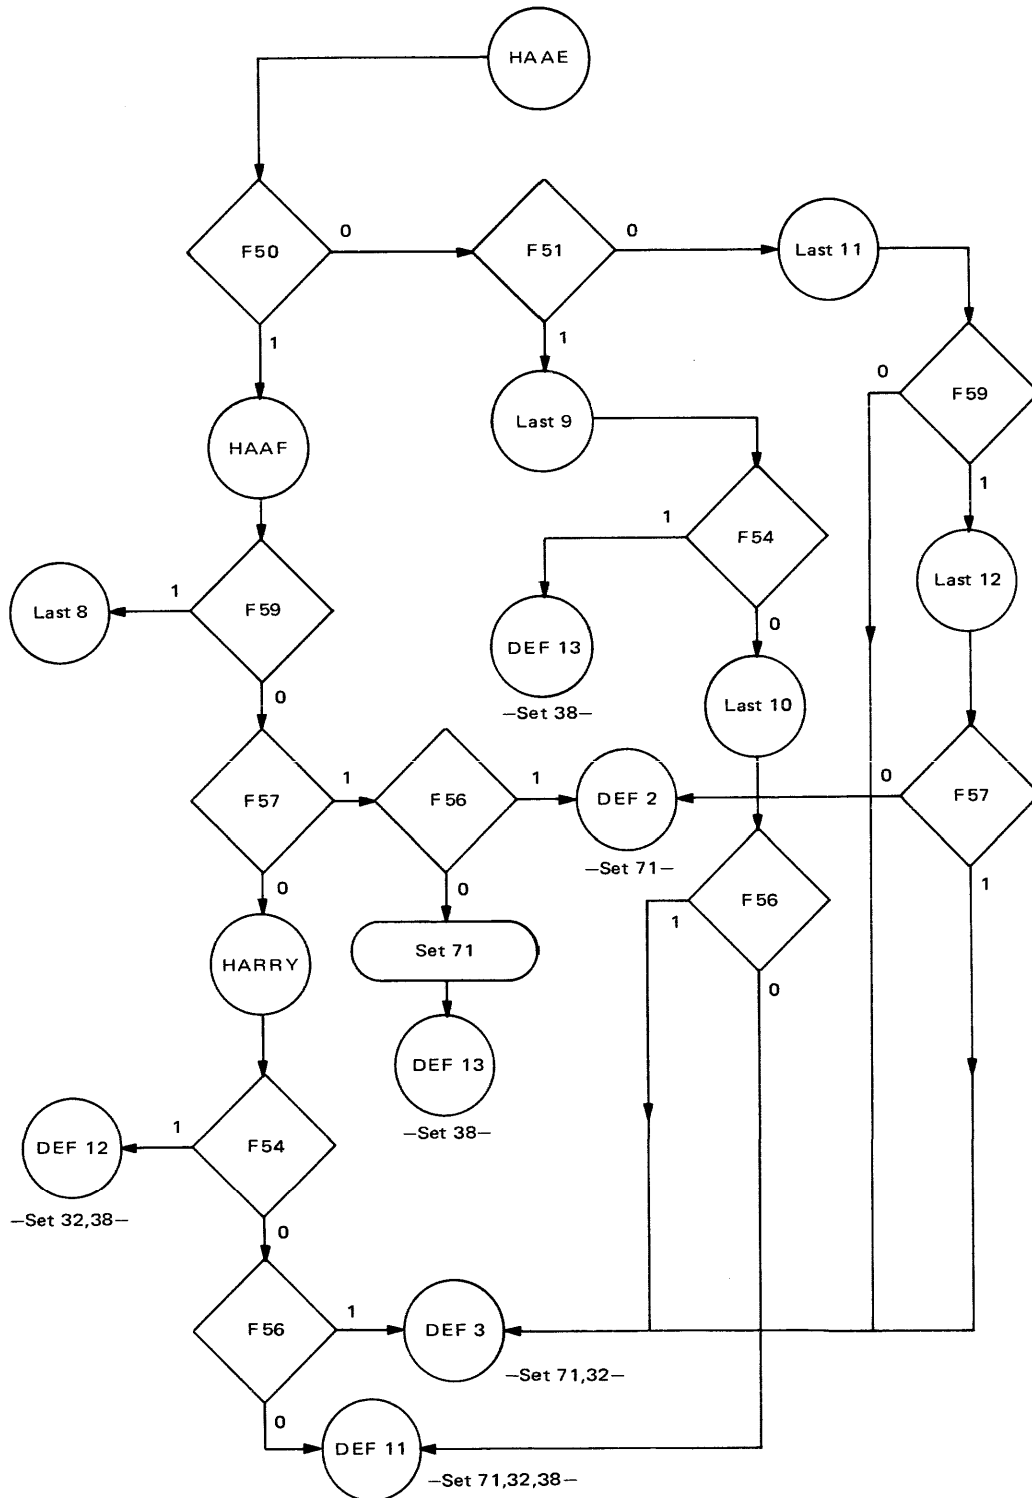 HAAE
F50
0
F51
0
Last 11
1
1
0
F59
HAAF
Last 9
1
1
F54
Last 12
Last 8
1
F59
0
DEF 13
—Set 38—
Last 10
0
F57
1
F56
1
DEF 2
—Set 71—
0
F57
0
0
1
F56
1
HARRY
Set 71
0
DEF 13
—Set 38—
DEF 12
1
F54
—Set 32,38—
0
F56
1
DEF 3
—Set 71,32—
0
DEF 11
—Set 71,32,38—